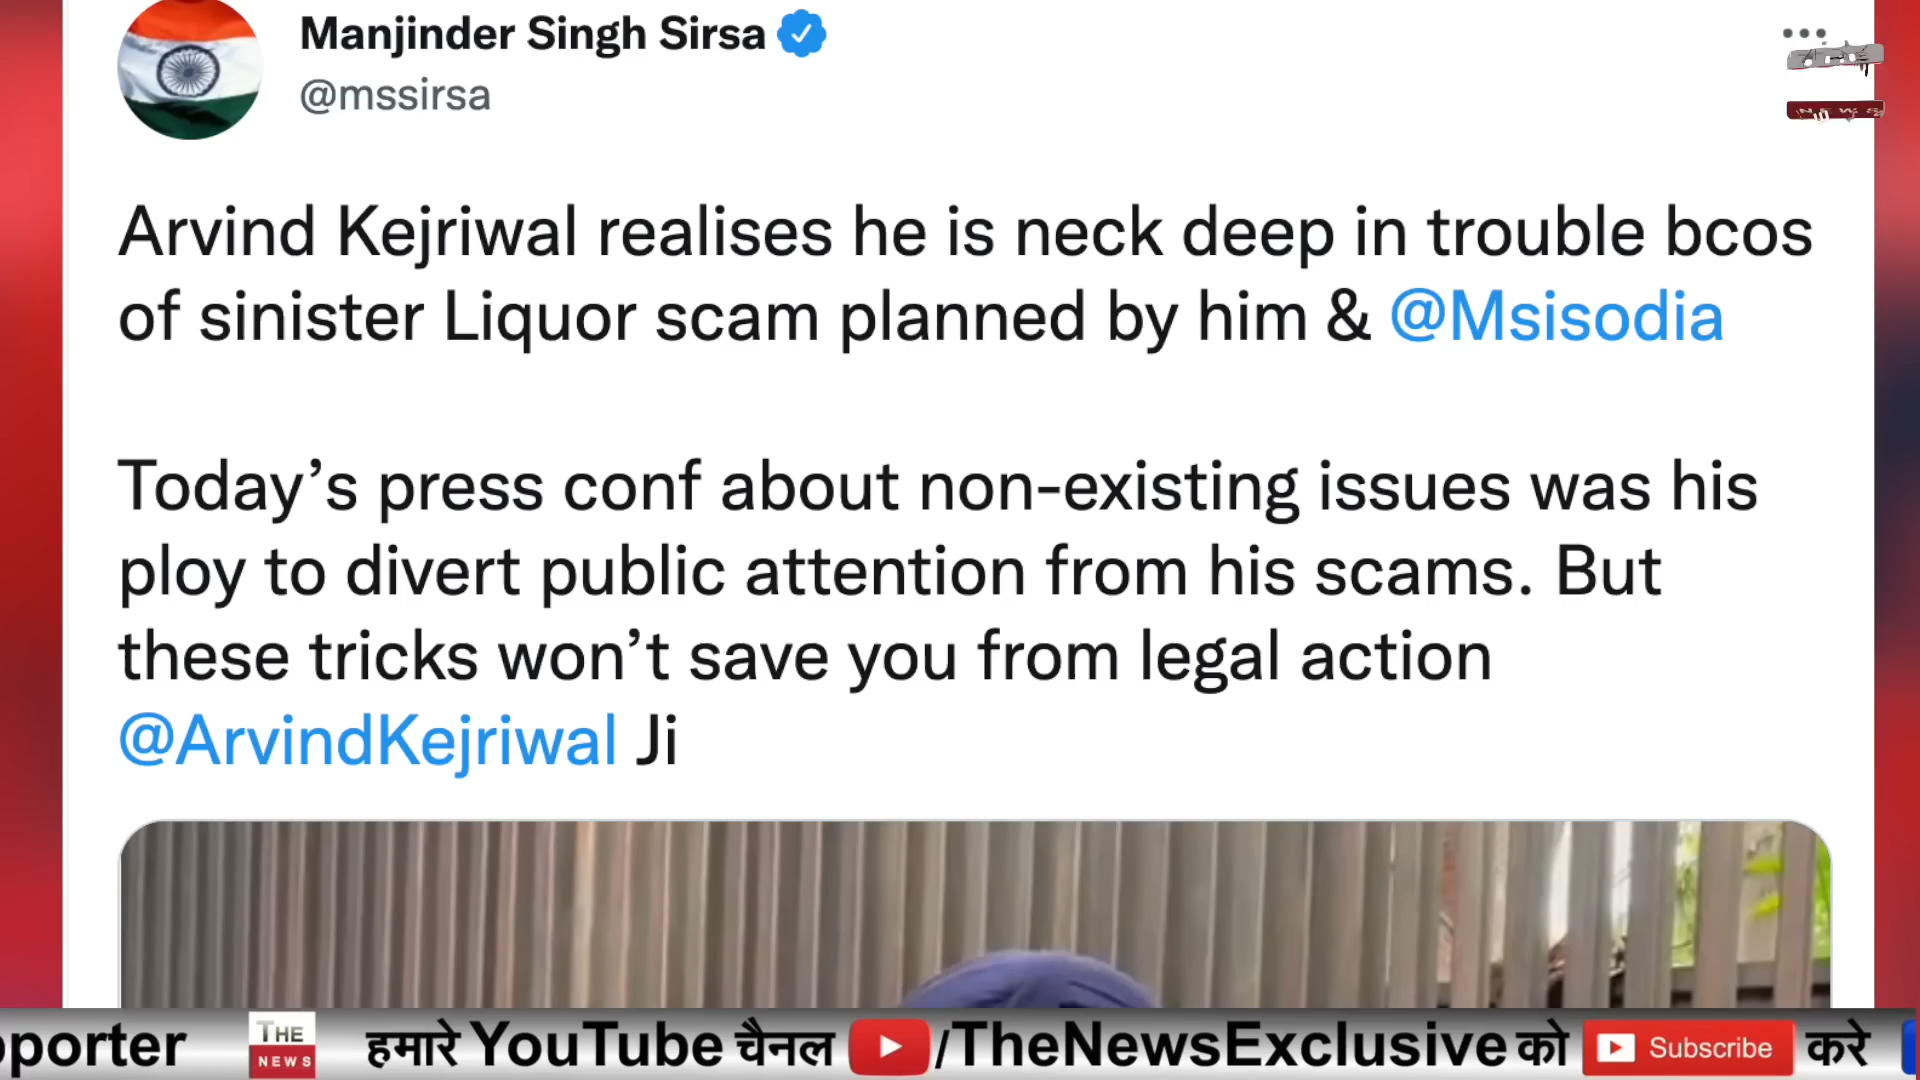 Manjinder Singh Sirsa
@mssirsa
Arvind Kejriwal realises he is neck deep in trouble bcos
of sinister Liquor scam planned by him & @Msisodia
Today’s press conf about non-existing issues was his
ploy to divert public attention from his scams. But
these tricks won’t save you from legal action
@ArvindKejriwal Ji
pporter THE NEWS हमारे YouTube चैनल /TheNewsExclusive को Subscribe करे